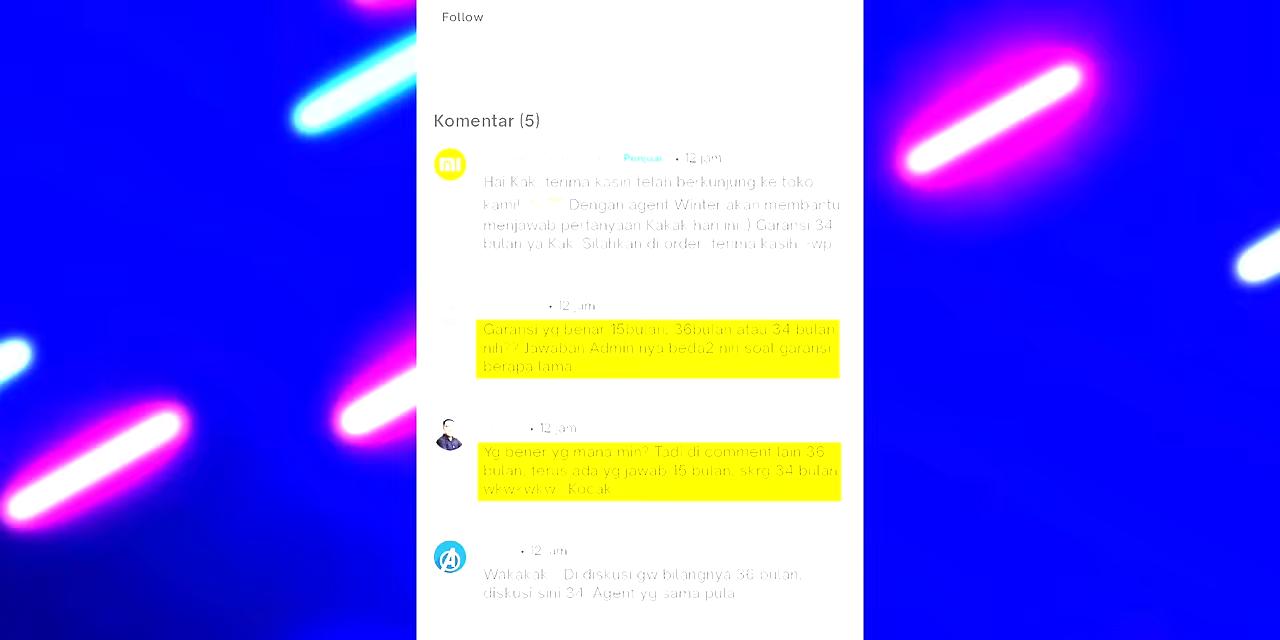 Follow
Komentar (5)
mi
Penjual • 12 jam
Hai Kak, terima kasih telah berkunjung ke toko
kami! Dengan agent Winter akan membantu
menjawab pertanyaan Kakak hari ini :) Garansi 34
bulan ya Kak. Silahkan di order, terima kasih. -wp
• 12 jam
Garansi yg benar 15bulan, 36bulan atau 34 bulan
nih?? Jawaban Admin nya beda2 nih soal garansi
berapa lama
• 12 jam
Yg bener yg mana min? Tadi di comment lain 36
bulan, terus ada yg jawab 15 bulan, skrg 34 bulan
wkwkwkw.. Kocak
• 12 jam
Wakakak... Di diskusi gw bilangnya 36 bulan,
diskusi sini 34. Agent yg sama pula